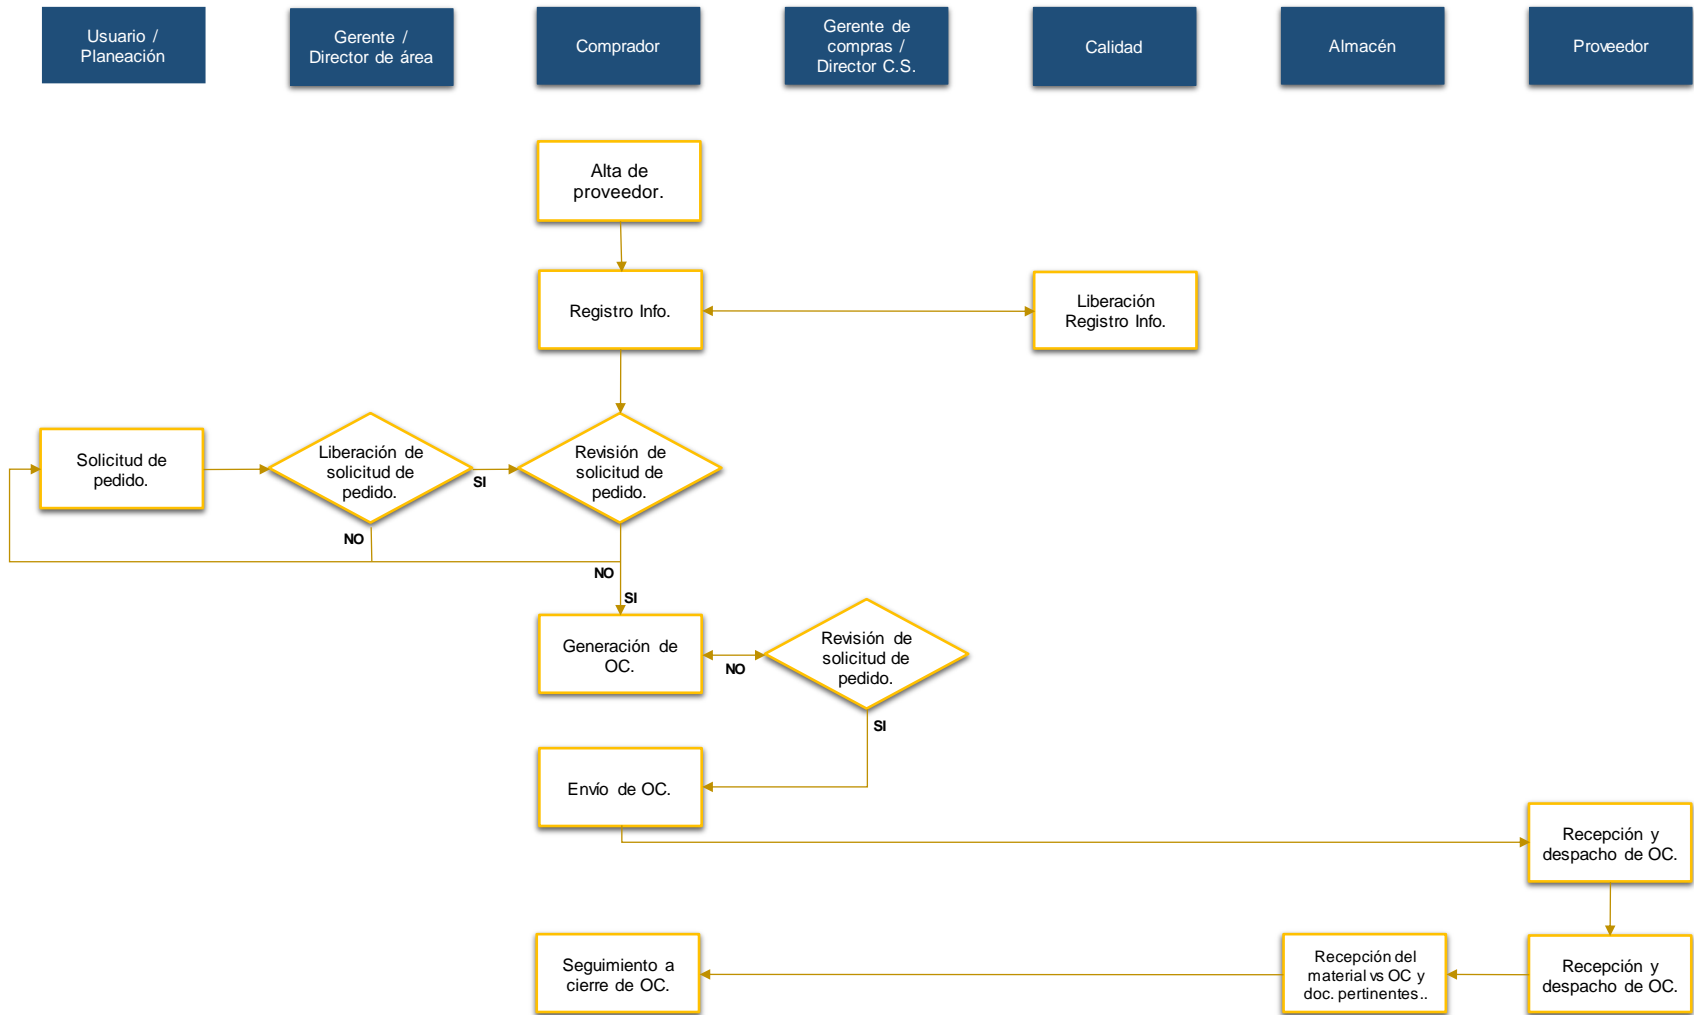 Usuario /
Planeación
Gerente /
Director de área
Comprador
Gerente de
compras /
Director C.S.
Calidad
Almacén
Proveedor
Alta de
proveedor.
Registro Info.
Liberación
Registro Info.
Solicitud de
pedido.
Liberación de
solicitud de
pedido.
SI
Revisión de
solicitud de
pedido.
NO
NO
SI
Generación de
OC.
NO
Revisión de
solicitud de
pedido.
SI
Envío de OC.
Recepción y
despacho de OC.
Seguimiento a
cierre de OC.
Recepción del
material vs OC y
doc. pertinentes..
Recepción y
despacho de OC.